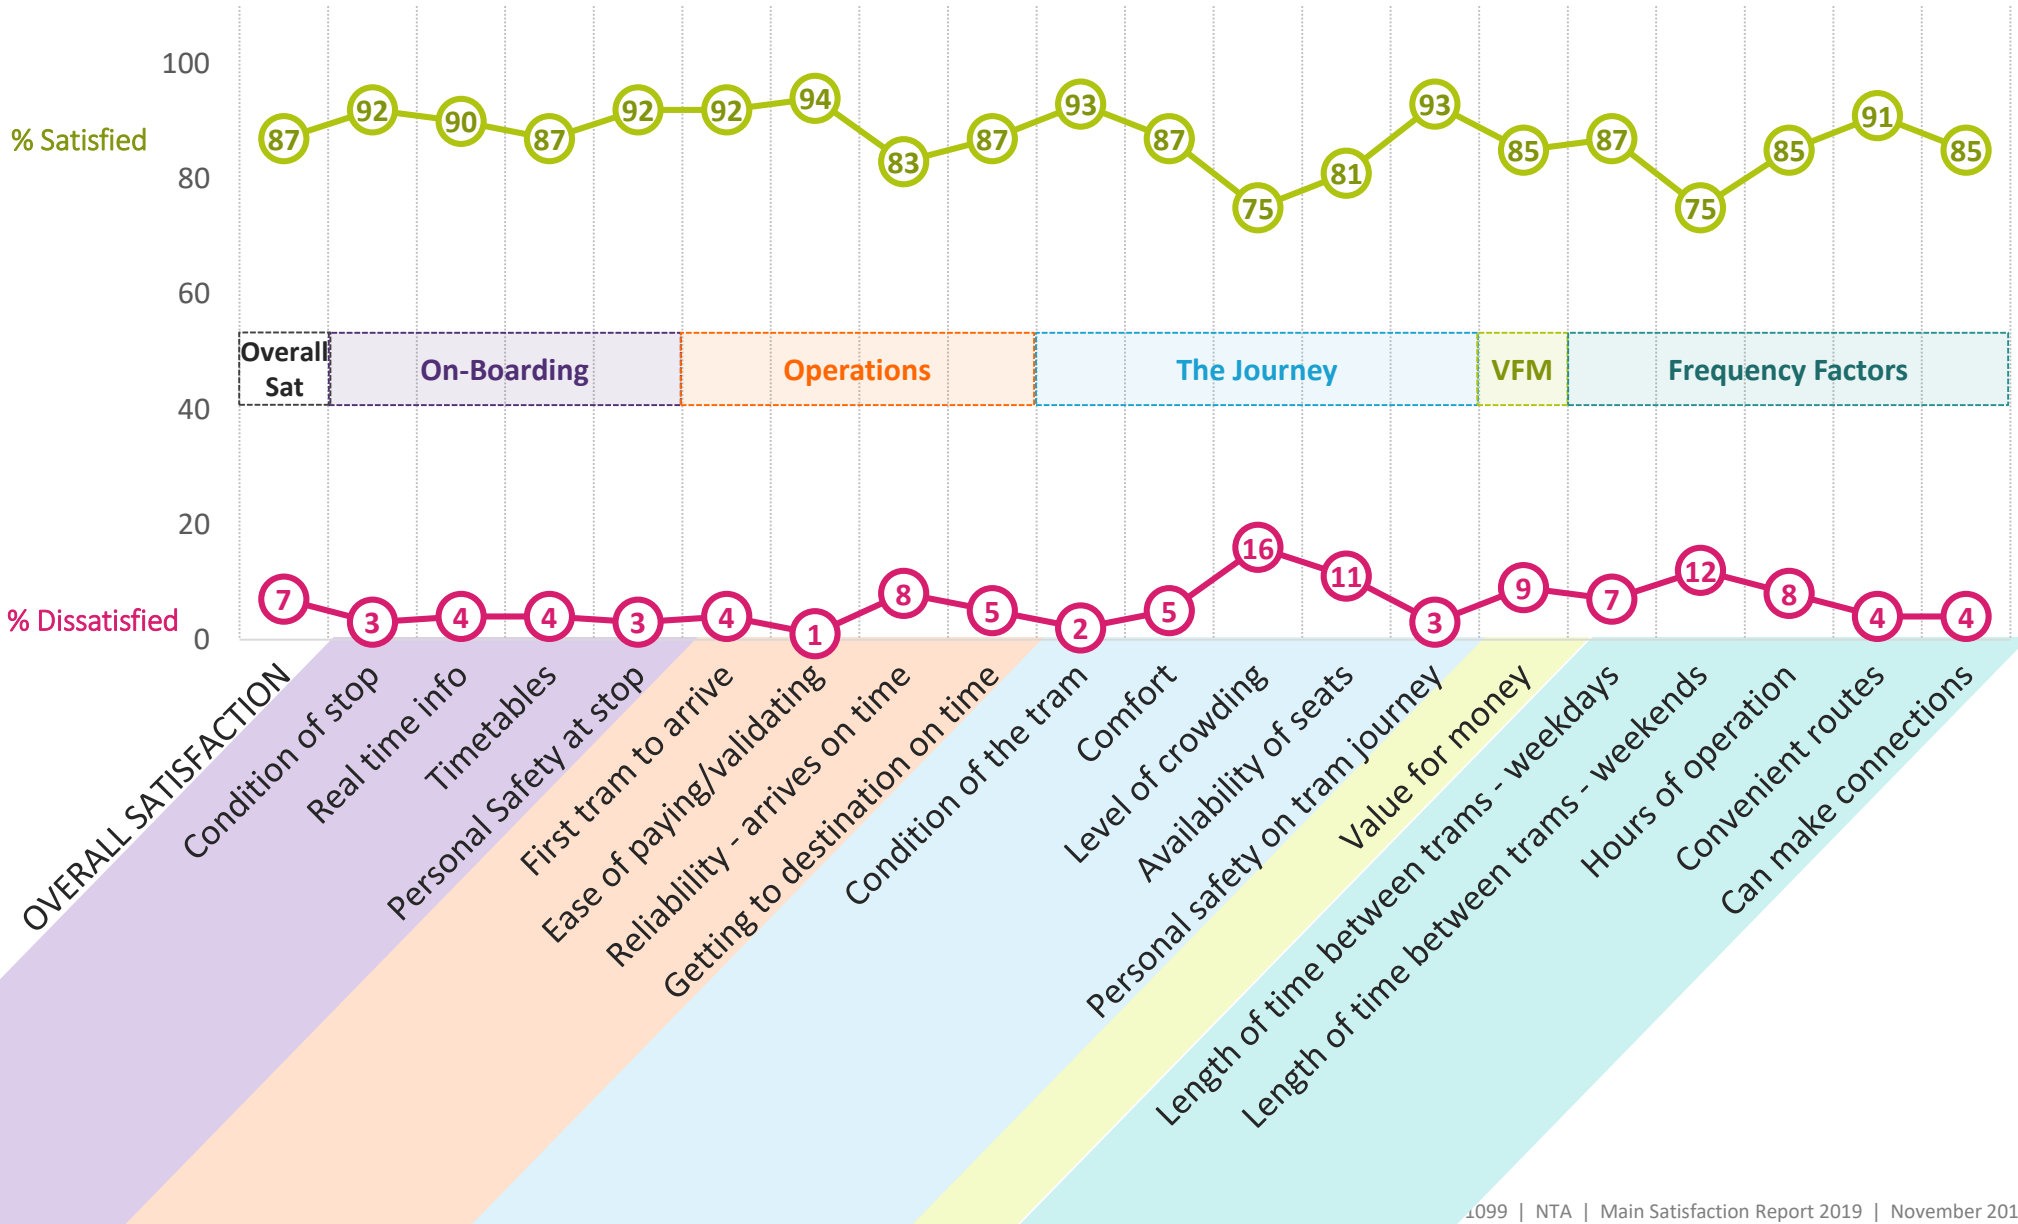 100
80
60
40
20
0
% Satisfied
87 92 90 87 92 92 94 83 87 93 87 75 81 93 85 87 75 85 91 85
Overall
Sat
On-Boarding
Operations
The Journey
VFM
Frequency Factors
% Dissatisfied
7 3 4 4 3 4 1 8 5 2 5 16 11 3 9 7 12 8 4 4
OVERALL SATISFACTION
Condition of stop
Real time info
Timetables
Personal Safety at stop
First tram to arrive
Ease of paying/validating
Reliablility - arrives on time
Getting to destination on time
Condition of the tram
Comfort
Level of crowding
Availability of seats
Personal safety on tram journey
Value for money
Length of time between trams - weekdays
Length of time between trams - weekends
Hours of operation
Convenient routes
Can make connections
1099 | NTA | Main Satisfaction Report 2019 | November 201